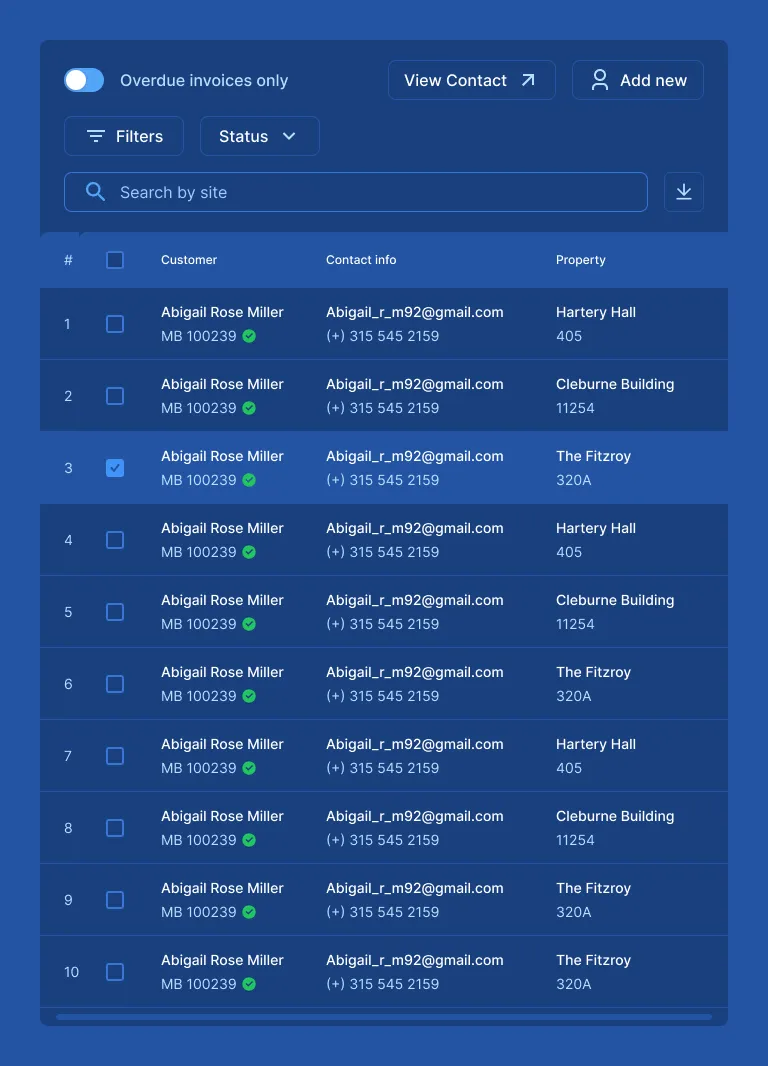 Overdue invoices only
View Contact
Add new
Filters
Status
Search by site
# Customer Contact info Property
1 Abigail Rose Miller Abigail_r_m92@gmail.com Hartery Hall
MB 100239 (+) 315 545 2159 405
2 Abigail Rose Miller Abigail_r_m92@gmail.com Cleburne Building
MB 100239 (+) 315 545 2159 11254
3 Abigail Rose Miller Abigail_r_m92@gmail.com The Fitzroy
MB 100239 (+) 315 545 2159 320A
4 Abigail Rose Miller Abigail_r_m92@gmail.com Hartery Hall
MB 100239 (+) 315 545 2159 405
5 Abigail Rose Miller Abigail_r_m92@gmail.com Cleburne Building
MB 100239 (+) 315 545 2159 11254
6 Abigail Rose Miller Abigail_r_m92@gmail.com The Fitzroy
MB 100239 (+) 315 545 2159 320A
7 Abigail Rose Miller Abigail_r_m92@gmail.com Hartery Hall
MB 100239 (+) 315 545 2159 405
8 Abigail Rose Miller Abigail_r_m92@gmail.com Cleburne Building
MB 100239 (+) 315 545 2159 11254
9 Abigail Rose Miller Abigail_r_m92@gmail.com The Fitzroy
MB 100239 (+) 315 545 2159 320A
10 Abigail Rose Miller Abigail_r_m92@gmail.com The Fitzroy
MB 100239 (+) 315 545 2159 320A